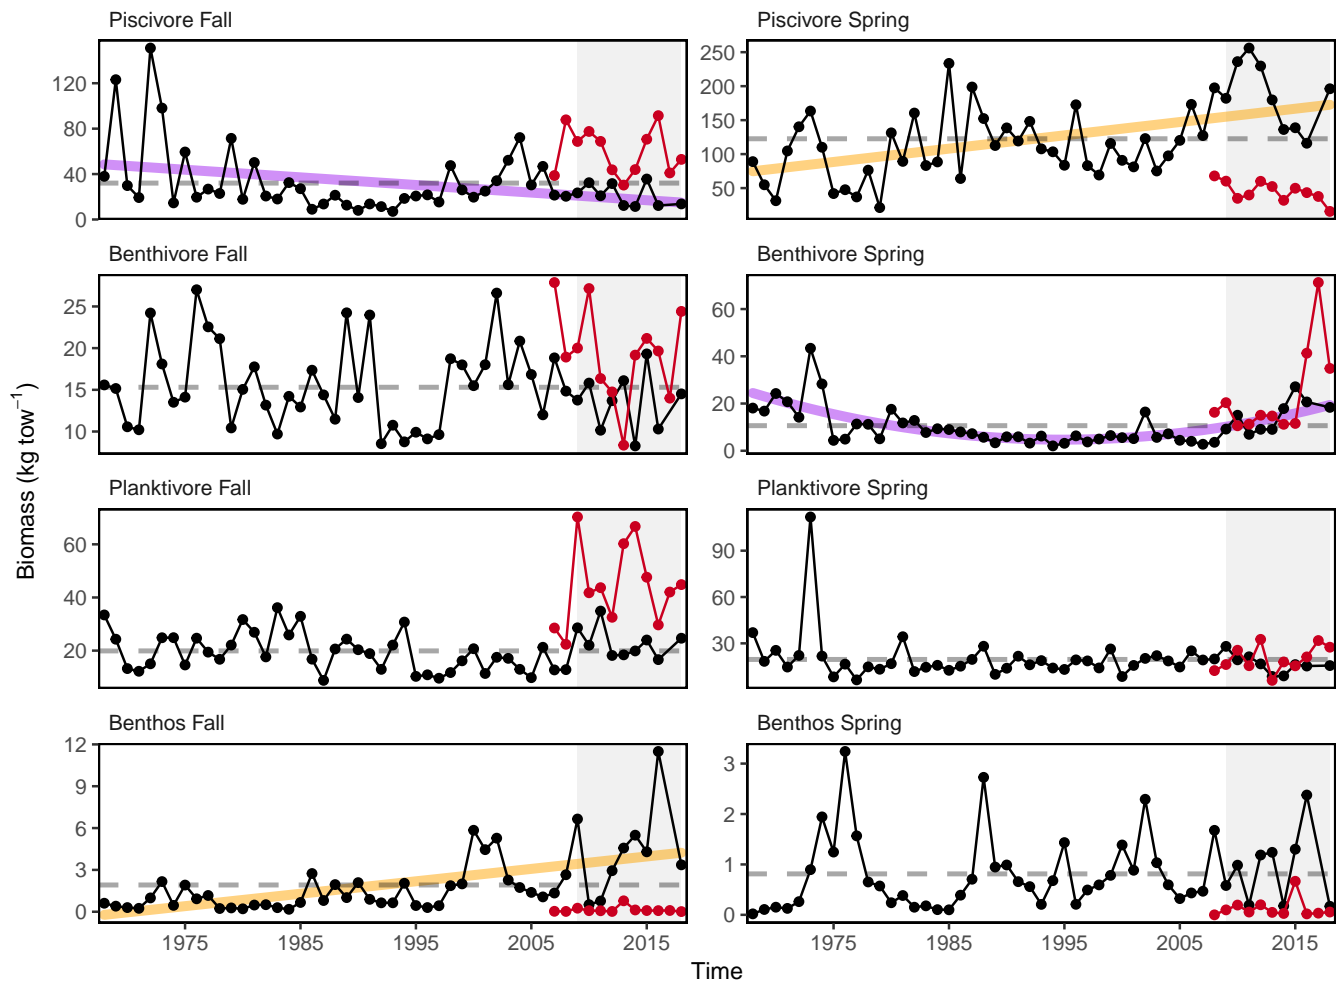 Piscivore Fall
Piscivore Spring
120
80
40
0
250
200
150
100
50
Benthivore Fall
Benthivore Spring
25
20
15
10
60
40
20
0
Planktivore Fall
Planktivore Spring
60
40
20
90
60
30
Benthos Fall
Benthos Spring
12
9
6
3
0
3
2
1
0
1975 1985 1995 2005 2015
1975 1985 1995 2005 2015
Time
Biomass (kg tow⁻¹)